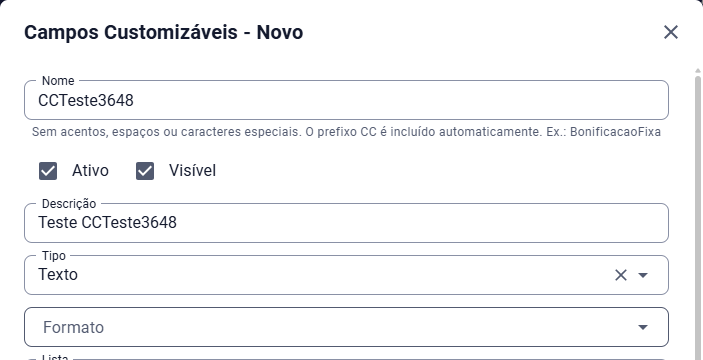 Campos Customizáveis - Novo
Nome
CCTeste3648
Sem acentos, espaços ou caracteres especiais. O prefixo CC é incluído automaticamente. Ex.: BonificacaoFixa
Ativo Visível
Descrição
Teste CCTeste3648
Tipo
Texto
Formato
Lista